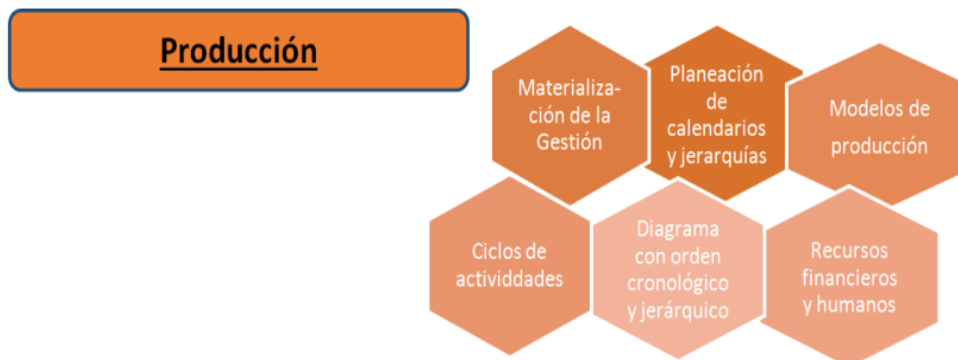 Producción
Materializa-
ción de la
Gestión
Planeación
de
calendarios
y jerarquías
Modelos de
producción
Ciclos de
actividdades
Diagrama
con orden
cronológico
y jerárquico
Recursos
financieros
y humanos